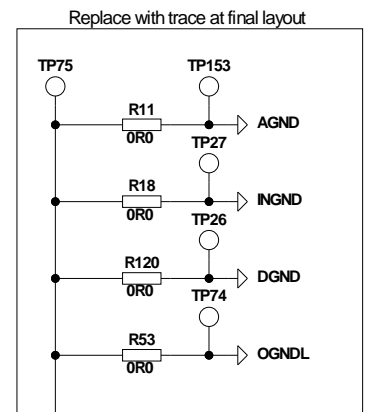 Replace with trace at final layout
TP75 TP153
R11
0R0 AGND
TP27
R18
0R0 INGND
TP26
R120
0R0 DGND
TP74
R53
0R0 OGNDL